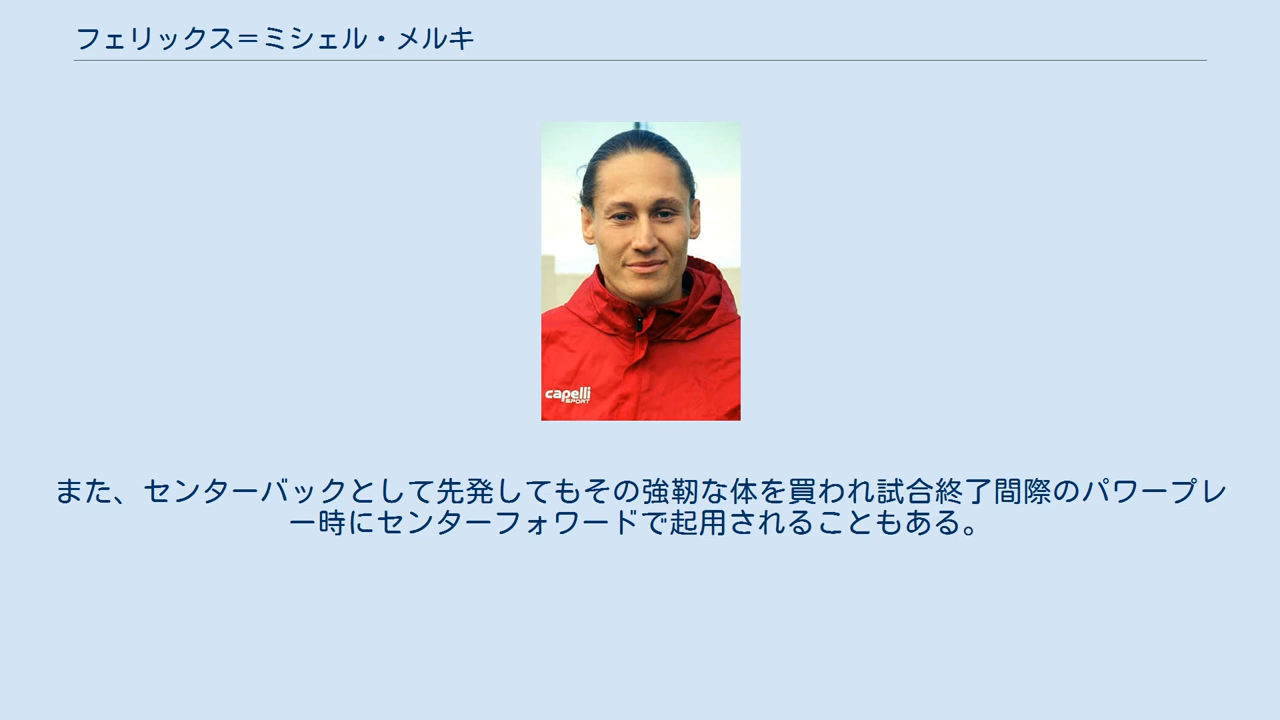 フェリックス＝ミシェル・メルキ
capelli
SPORT
また、センターバックとして先発してもその強靭な体を買われ試合終了間際のパワープレ
ー時にセンターフォワードで起用されることもある。